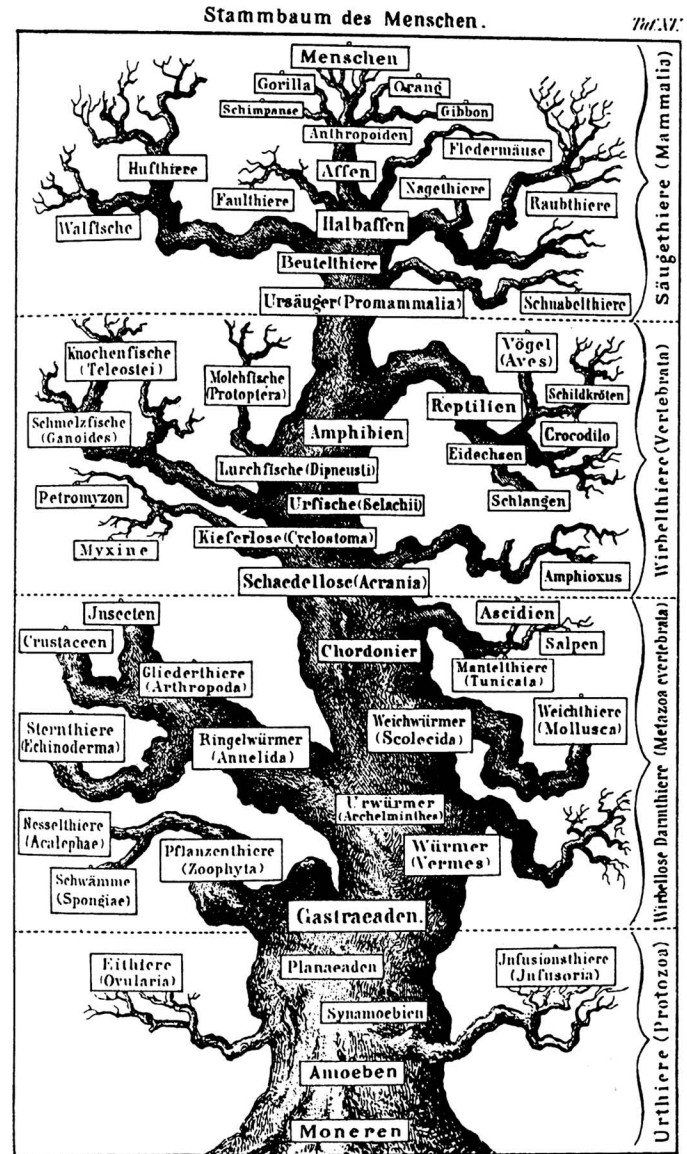 Stammbaum des Menschen.
Taf. XV.
Menschen
Gorilla
Orang
Schimpanse
Gibbon
Anthropoiden
Fledermäuse
Hufthiere
Affen
Nagethiere
Faulthiere
Raubthiere
Walfische
Halbaffen
Beutelthiere
Schnabelthiere
Ursäuger (Promammalia)
Säugethiere (Mammalia)
Vögel
(Aves)
Knochenfische
(Teleostei)
Molchfische
(Protoptera)
Schildkröten
Reptilien
Schmelzfische
(Ganoides)
Amphibien
Crocodile
Eidechsen
Lurchfische (Dipneusti)
Schlangen
Petromyzon
Urfische (Selachii)
Kieferlose (Cyclostoma)
Myxine
Amphioxus
Schaedellose (Acrania)
Wirbelthiere (Vertebrata)
Jnsecten
Ascidien
Crustaceen
Salpen
Chordonier
Gliederthiere
(Arthropoda)
Mantelthiere
(Tunicata)
Sternthiere
(Echinoderma)
Ringelwürmer
(Annelida)
Weichwürmer
(Scolecida)
Weichthiere
(Mollusca)
Urwürmer
(Archelminthes)
Nesselthiere
(Acalephae)
Pflanzenthiere
(Zoophyta)
Würmer
(Vermes)
Schwämme
(Spongiae)
Gastraeaden.
Wirbellose Darmthiere (Metazoa evertebrata)
Eithiere
(Ovularia)
Planaeaden
Jnfusionsthiere
(Jnfusoria)
Synamoebien
Amoeben
Moneren
Urthiere (Protozoa)